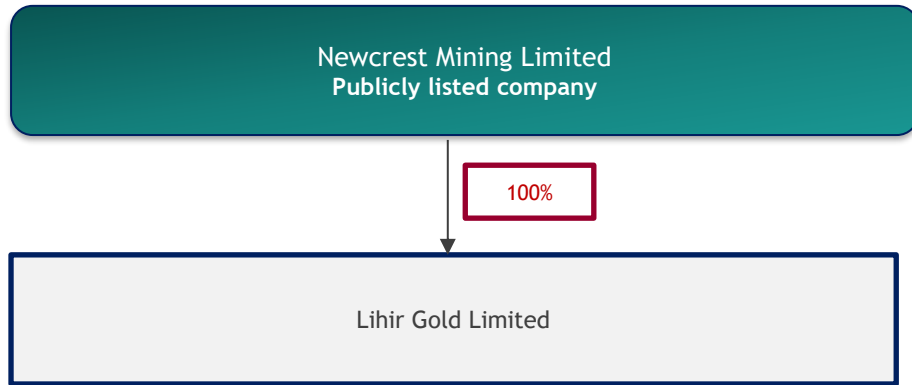 Newcrest Mining Limited
Publicly listed company
100%
Lihir Gold Limited